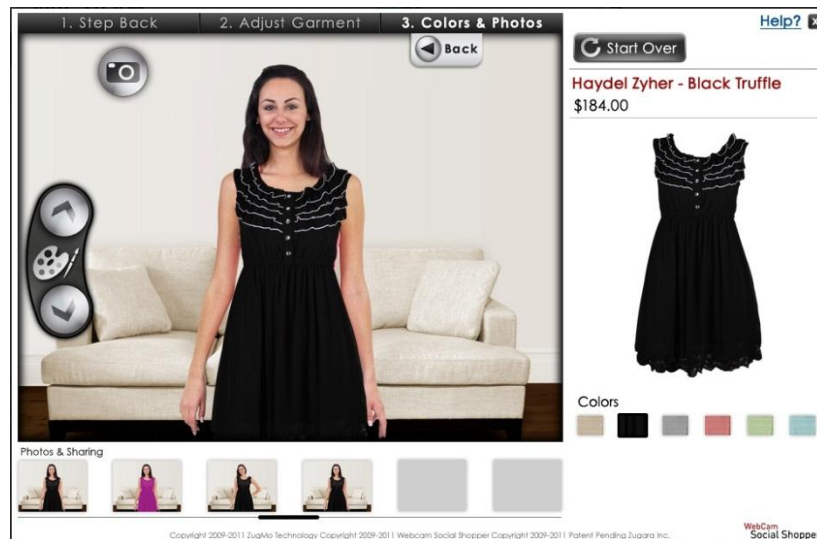 1. Step Back
2. Adjust Garment
3. Colors & Photos
Back
Help?
X
Start Over
Haydel Zyher - Black Truffle
$184.00
Colors
Photos & Sharing
Copyright 2009-2011 ZugMo Technology Copyright 2009-2011 Webcam Social Shopper Copyright 2009-2011 Patent Pending Zugara Inc.
WebCam
Social Shopper